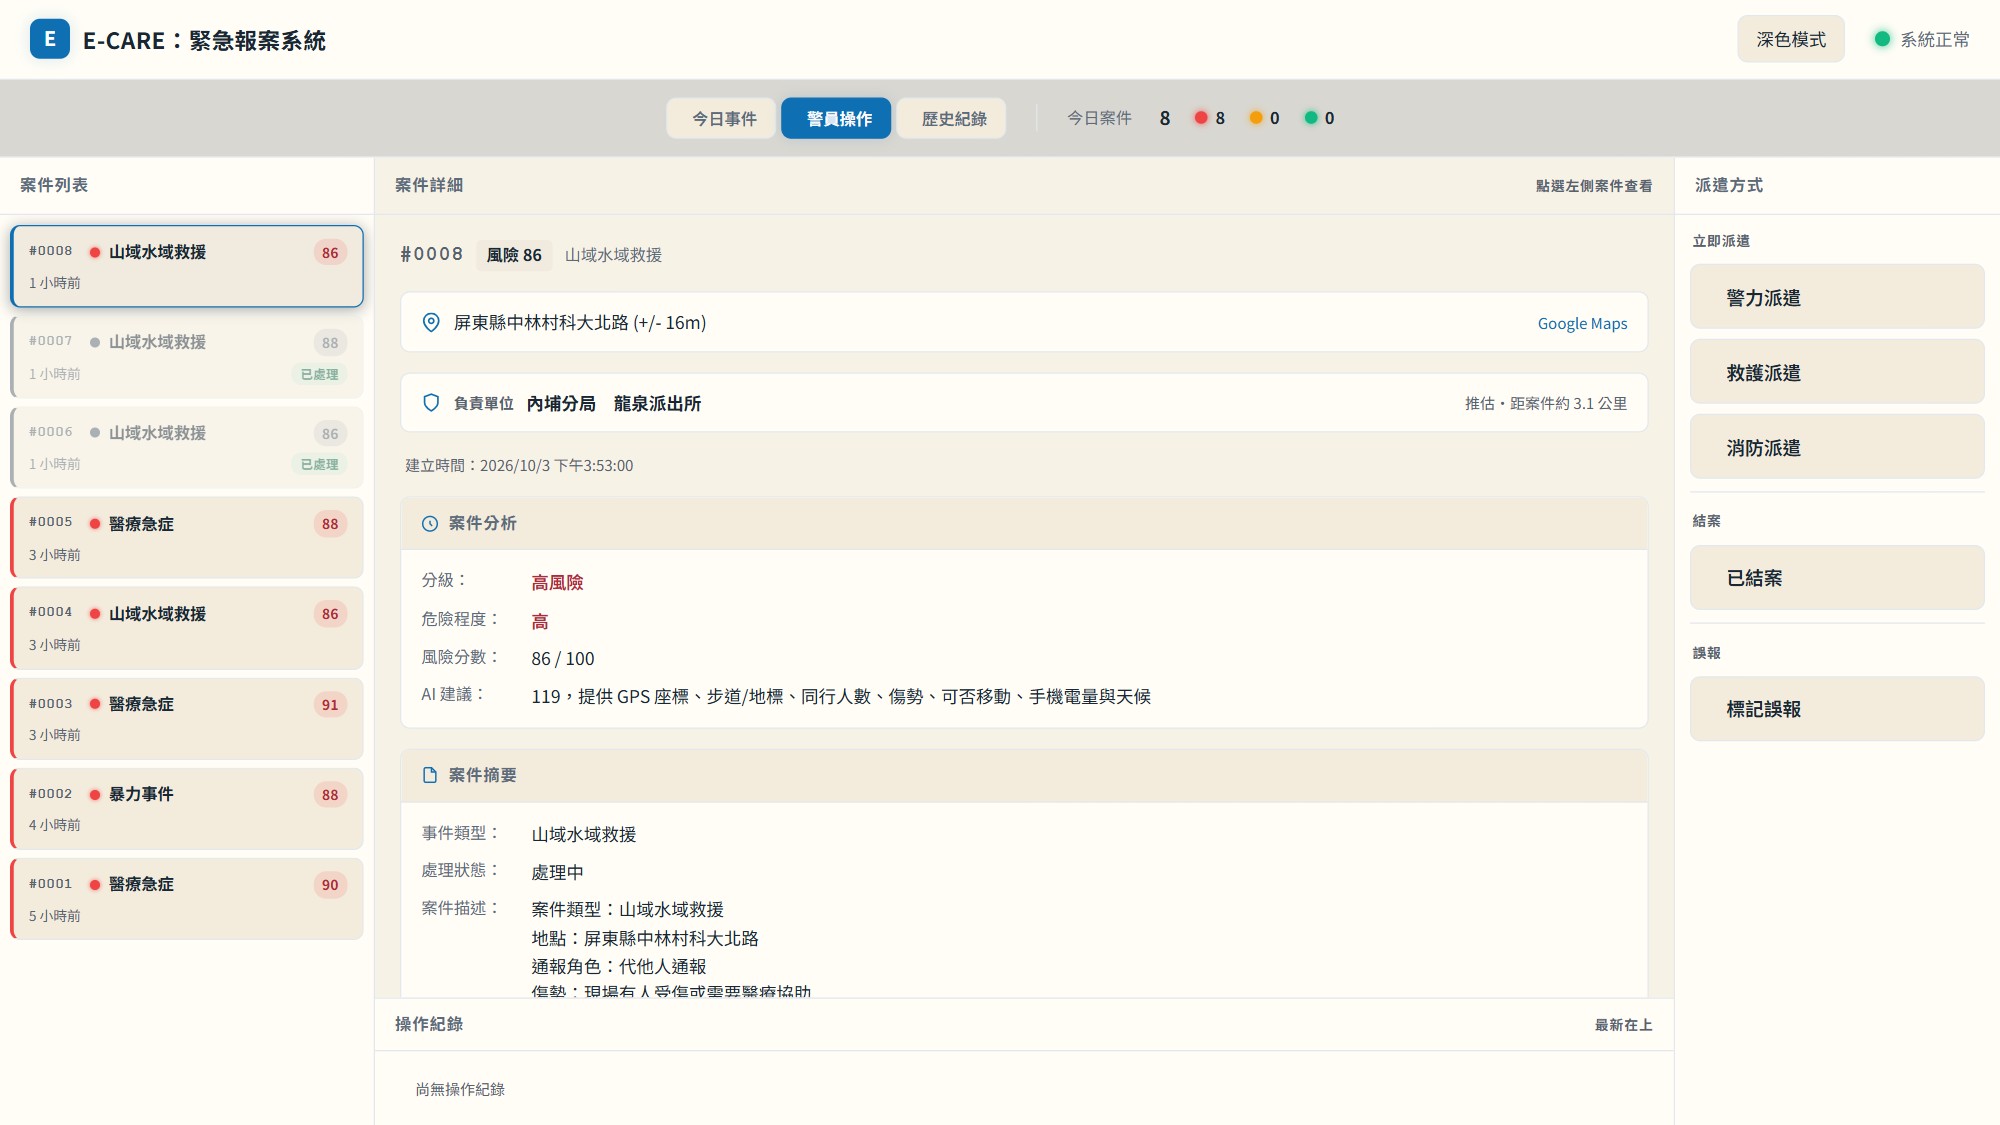 E
E-CARE：緊急報案系統
深色模式
系統正常
今日事件
警員操作
歷史紀錄
今日案件
8
8
0
0
案件列表
#0008 山域水域救援 86
1 小時前
#0007 山域水域救援 88
1 小時前 已處理
#0006 山域水域救援 86
1 小時前 已處理
#0005 醫療急症 88
3 小時前
#0004 山域水域救援 86
3 小時前
#0003 醫療急症 91
3 小時前
#0002 暴力事件 88
4 小時前
#0001 醫療急症 90
5 小時前
案件詳細
點選左側案件查看
#0008 風險 86 山域水域救援
屏東縣中林村科大北路 (+/- 16m)
Google Maps
負責單位 內埔分局 龍泉派出所
推估・距案件約 3.1 公里
建立時間：2026/10/3 下午3:53:00
案件分析
分級： 高風險
危險程度： 高
風險分數： 86 / 100
AI 建議： 119，提供 GPS 座標、步道/地標、同行人數、傷勢、可否移動、手機電量與天候
案件摘要
事件類型： 山域水域救援
處理狀態： 處理中
案件描述： 案件類型：山域水域救援
地點：屏東縣中林村科大北路
通報角色：代他人通報
傷勢：現場有人受傷或需要醫療協助
操作紀錄
最新在上
尚無操作紀錄
派遣方式
立即派遣
警力派遣
救護派遣
消防派遣
結案
已結案
誤報
標記誤報